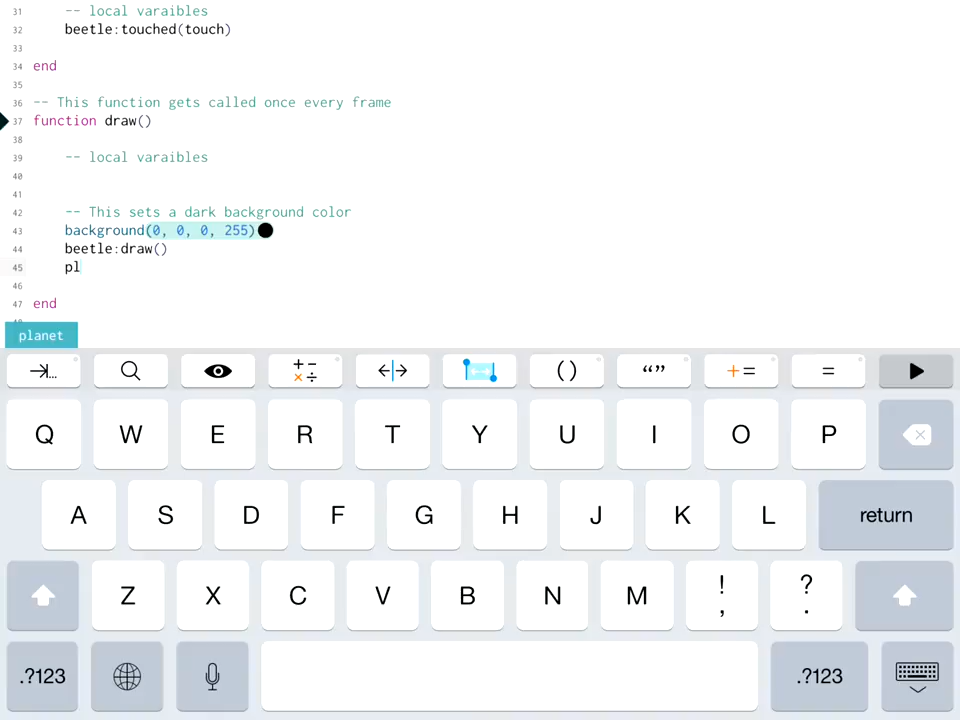 31 -- local varaibles
32 beetle:touched(touch)
33
34 end
35
36 -- This function gets called once every frame
37 function draw()
38
39 -- local varaibles
40
41
42 -- This sets a dark background color
43 background(0, 0, 0, 255)
44 beetle:draw()
45 pl
46
47 end
planet
→... + − × ÷ () “” += =
Q W E R T Y U I O P
A S D F G H J K L return
Z X C V B N M ! , ? .
.?123 .?123